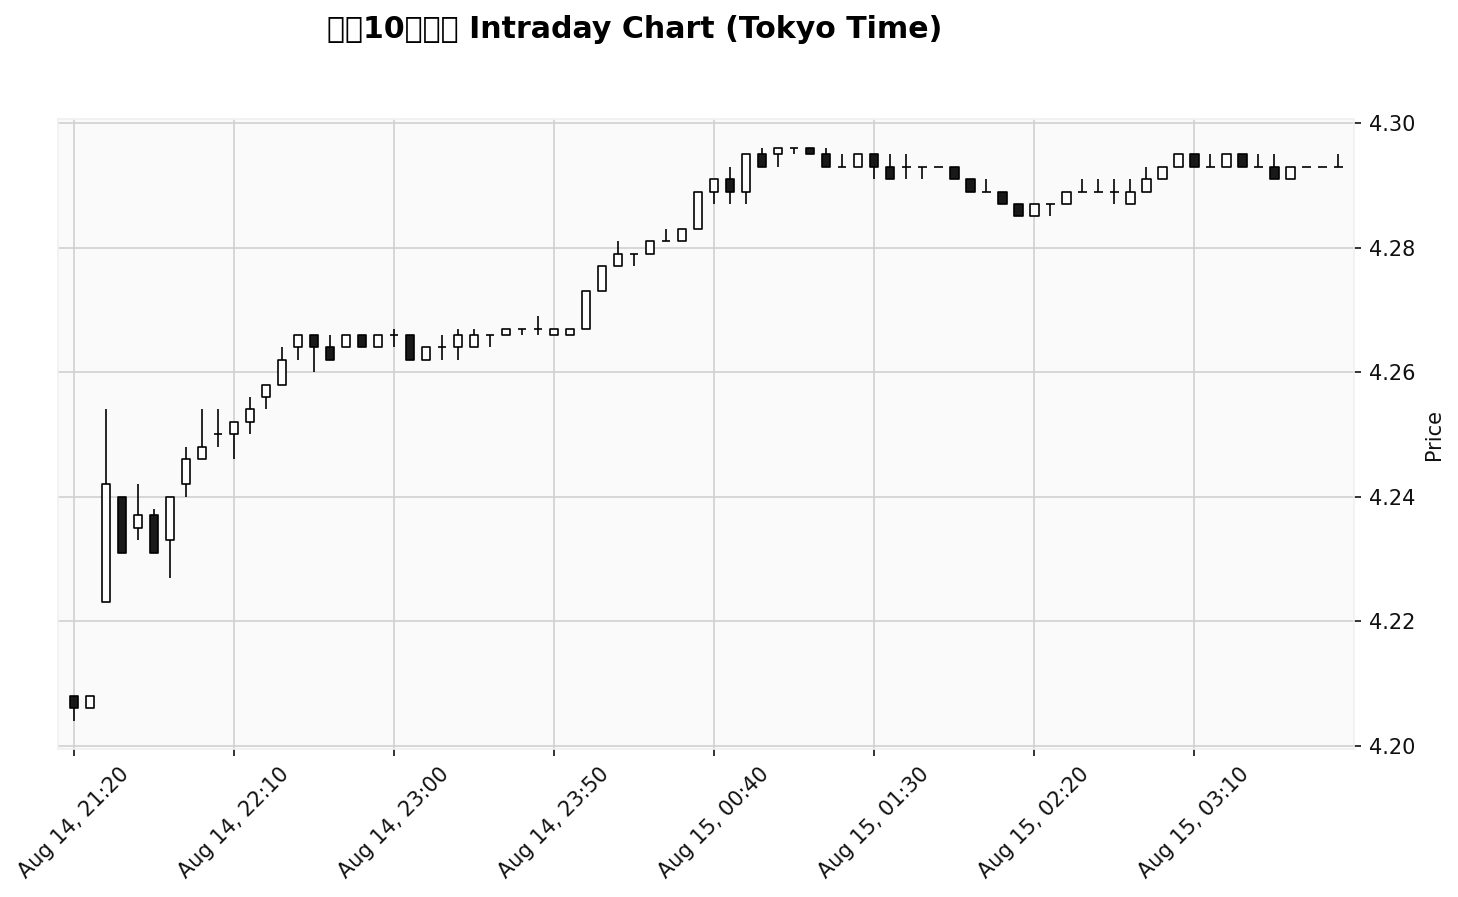 10 Intraday Chart (Tokyo Time)
4.30
4.28
4.26
4.24
4.22
4.20
Price
Aug 14, 21:20
Aug 14, 22:10
Aug 14, 23:00
Aug 14, 23:50
Aug 15, 00:40
Aug 15, 01:30
Aug 15, 02:20
Aug 15, 03:10